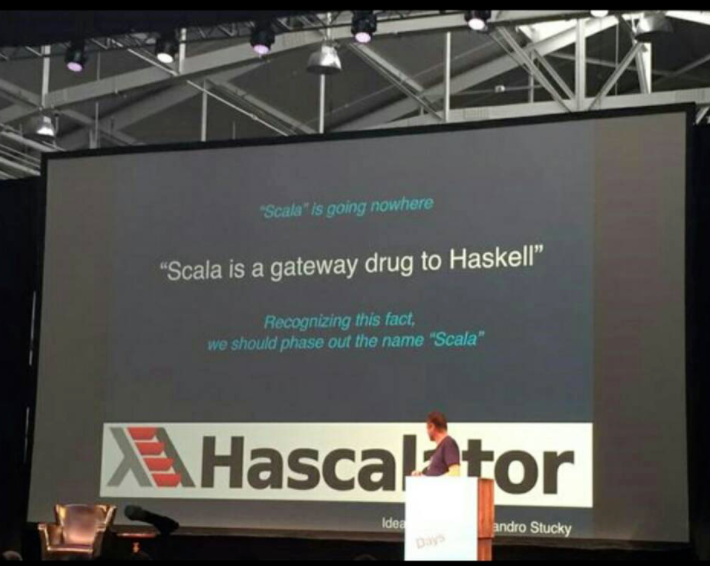 "Scala" is going nowhere
"Scala is a gateway drug to Haskell"
Recognizing this fact,
we should phase out the name "Scala"
Hascal tor
Idea andro Stucky
Days